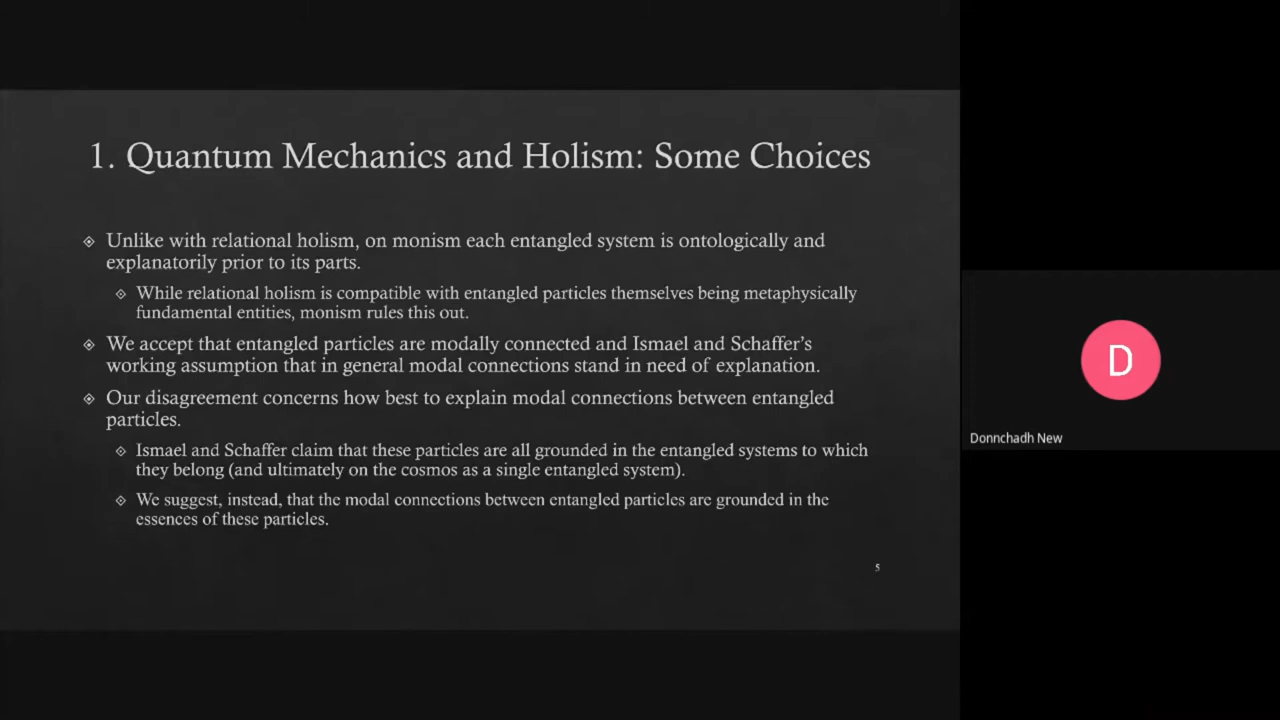 1. Quantum Mechanics and Holism: Some Choices
Unlike with relational holism, on monism each entangled system is ontologically and
explanatorily prior to its parts.
While relational holism is compatible with entangled particles themselves being metaphysically
fundamental entities, monism rules this out.
We accept that entangled particles are modally connected and Ismael and Schaffer's
working assumption that in general modal connections stand in need of explanation.
Our disagreement concerns how best to explain modal connections between entangled
particles.
Ismael and Schaffer claim that these particles are all grounded in the entangled systems to which
they belong (and ultimately on the cosmos as a single entangled system).
We suggest, instead, that the modal connections between entangled particles are grounded in the
essences of these particles.
5
D
Donnchadh New